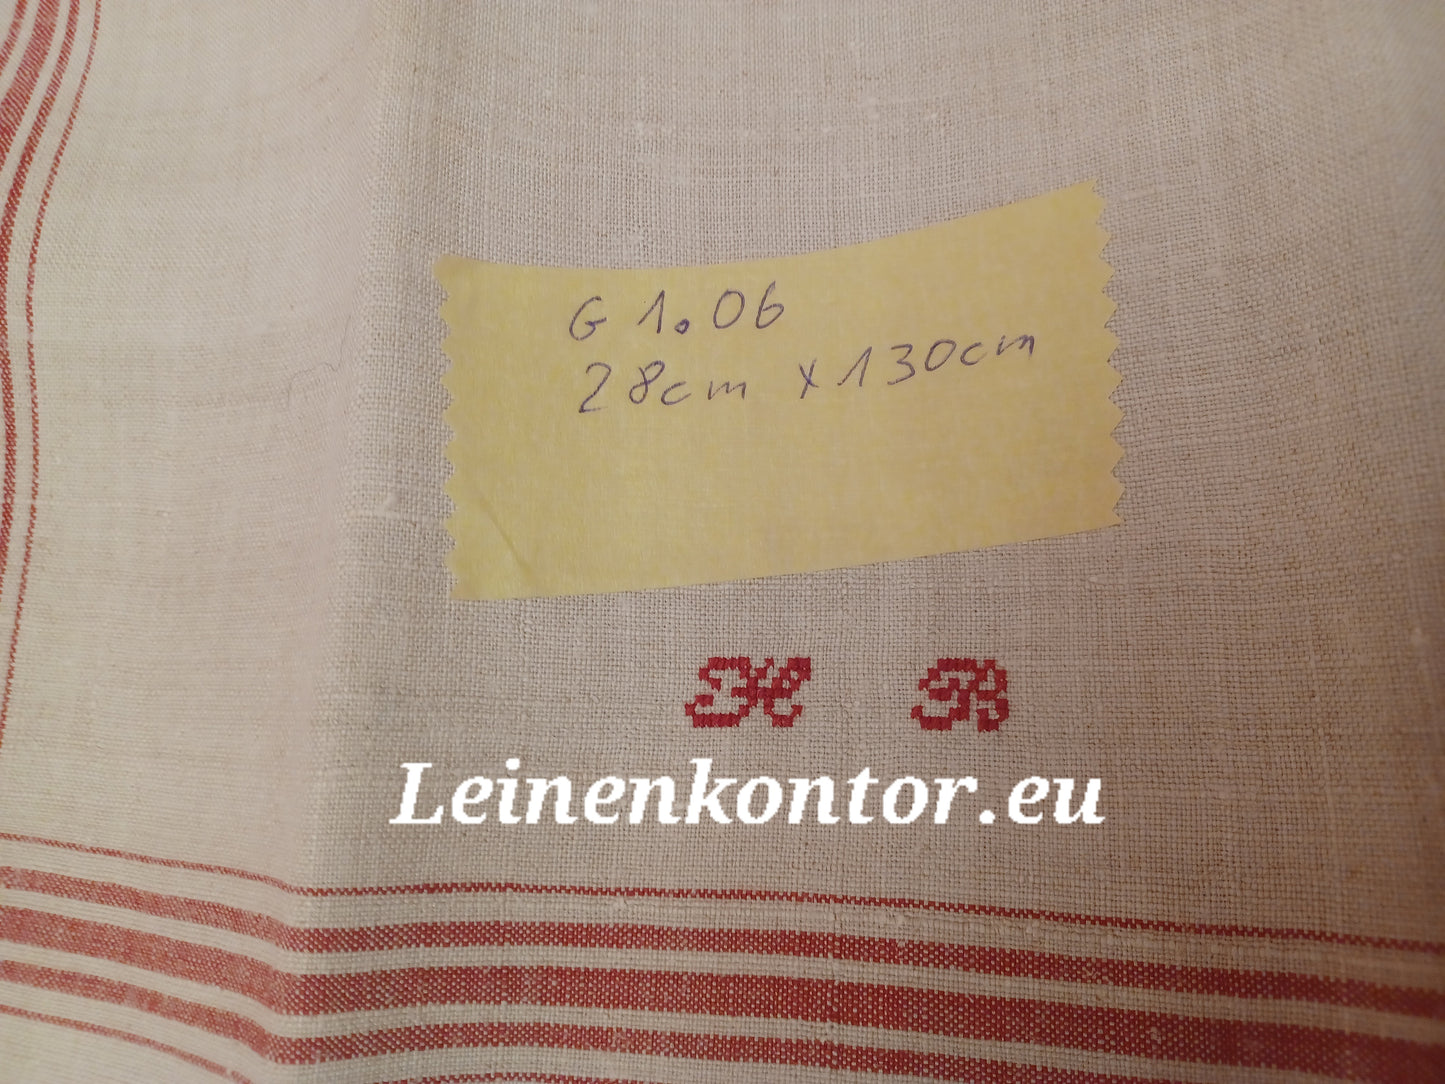 G 1.06
28cm x 130cm
H B
Leinenkontor.eu